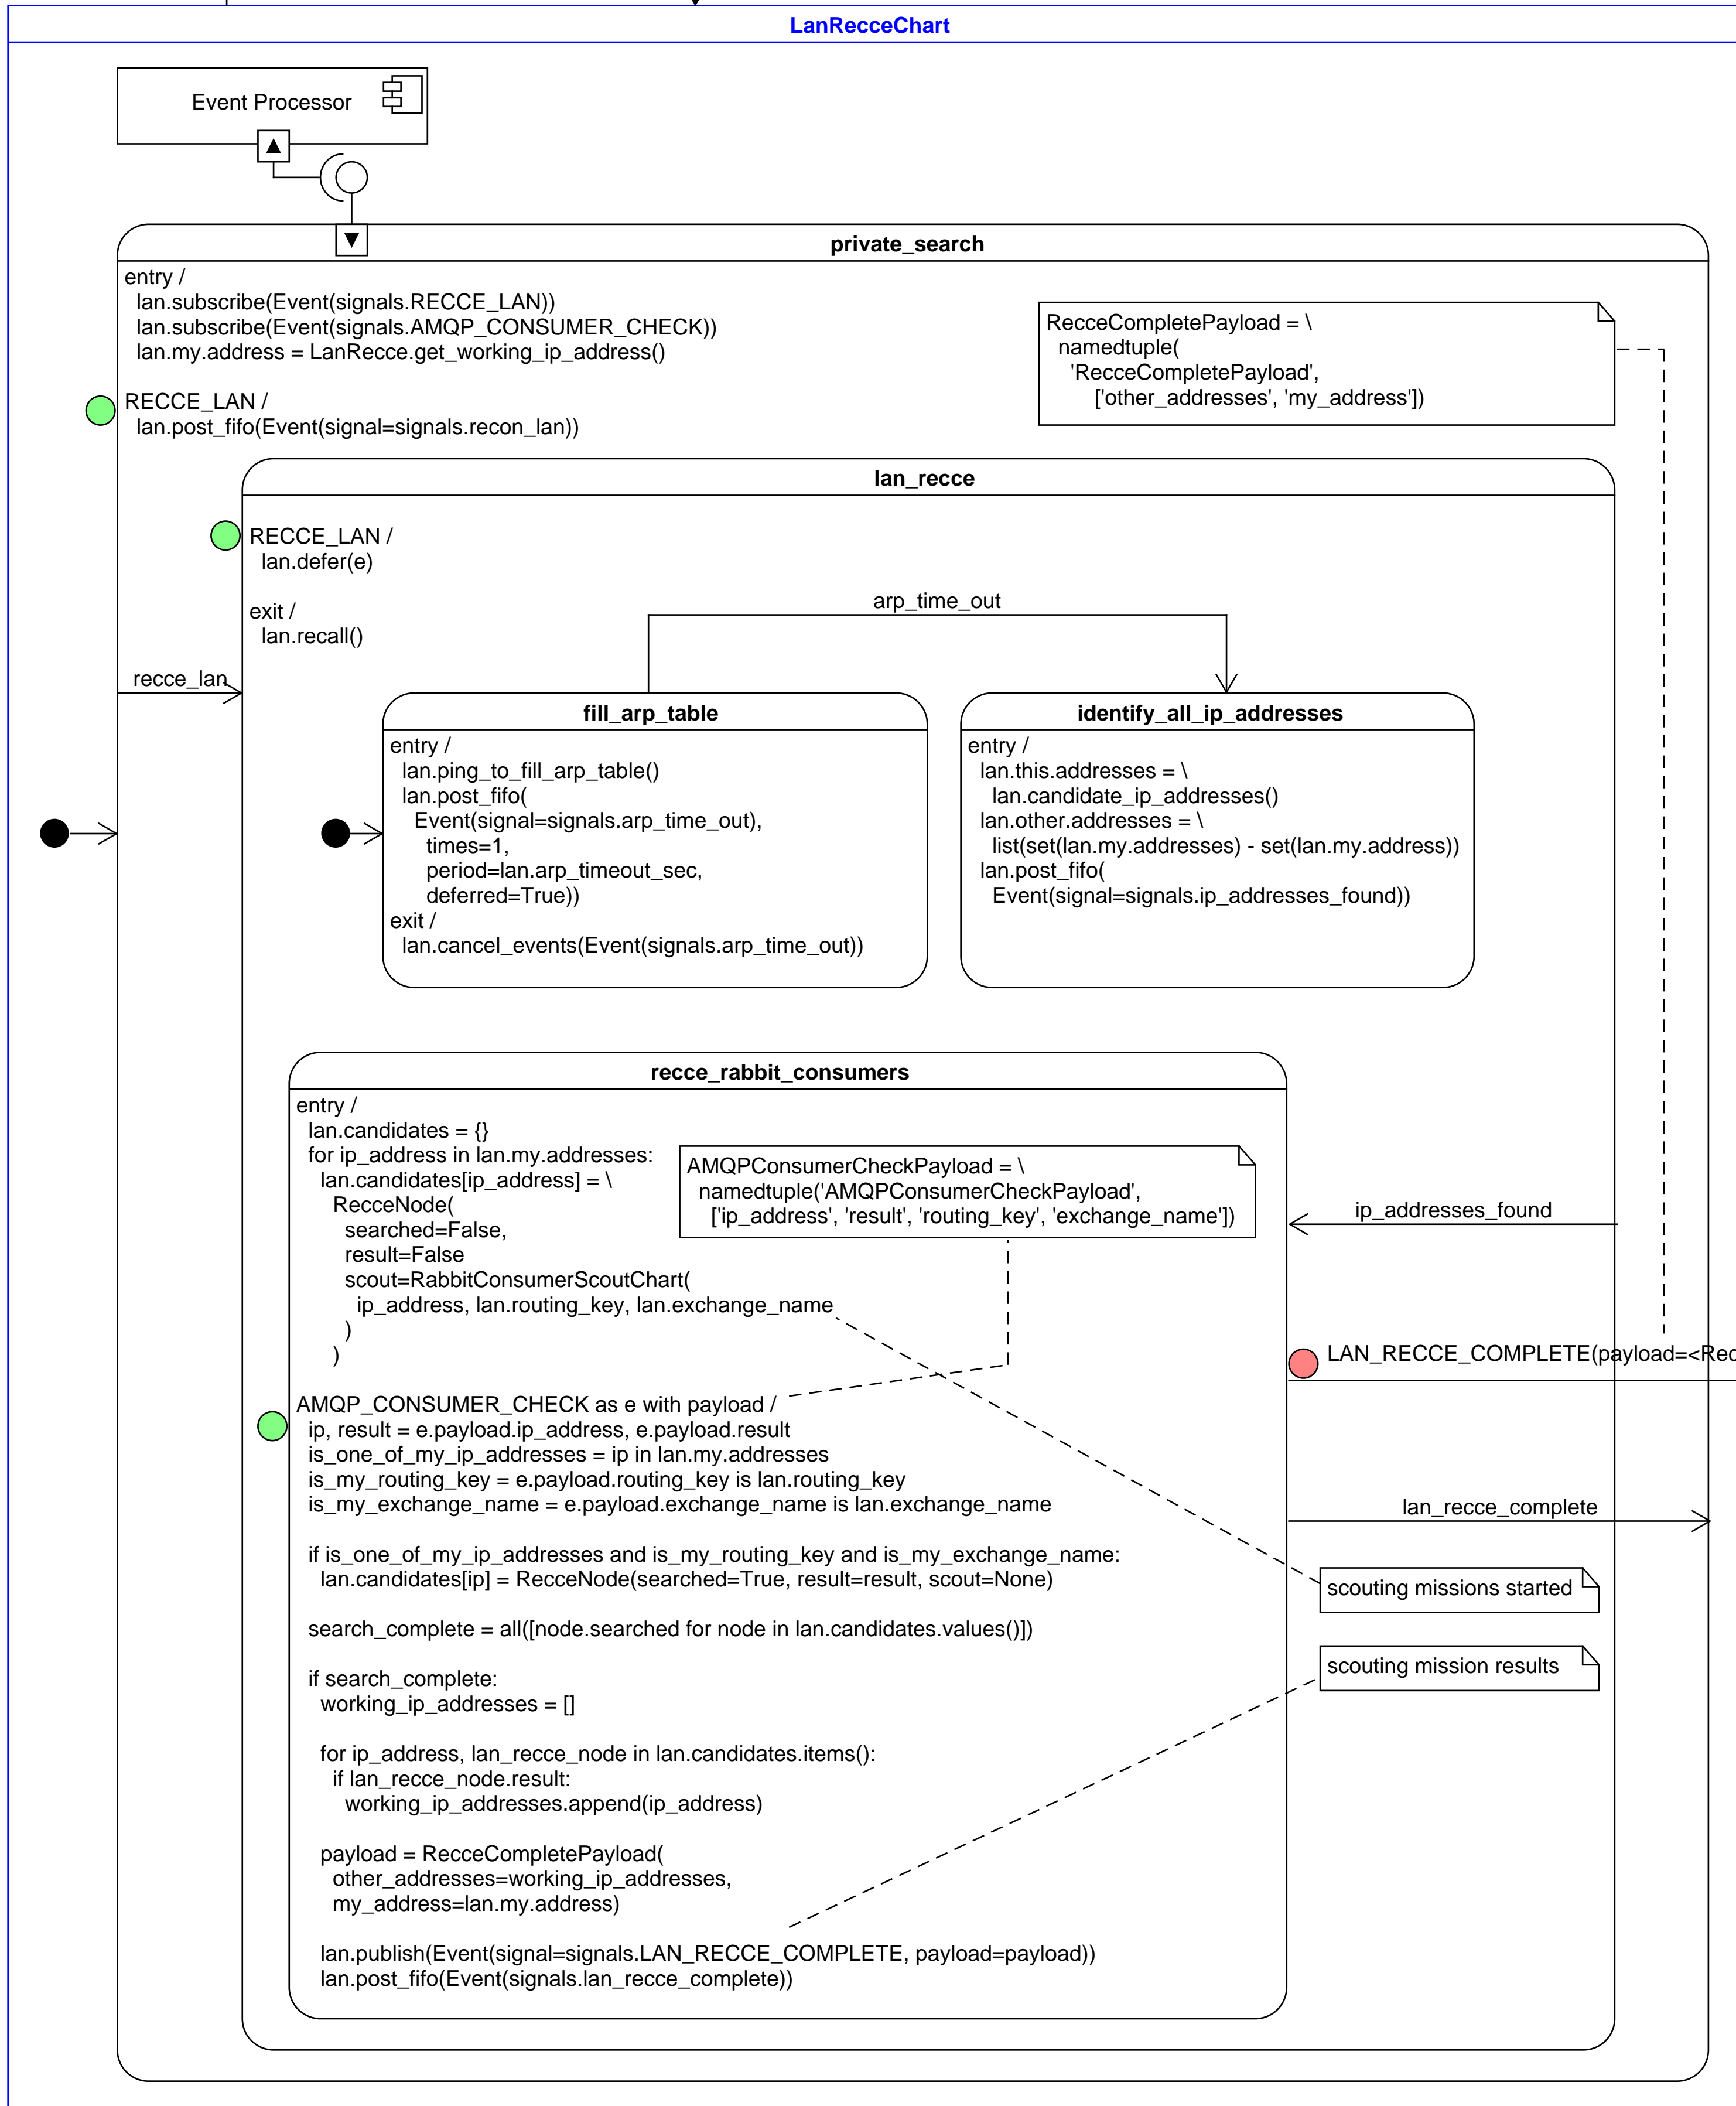 LanRecceChart
Event Processor
private_search
entry /
lan.subscribe(Event(signals.RECCE_LAN))
lan.subscribe(Event(signals.AMQP_CONSUMER_CHECK))
lan.my.address = LanRecce.get_working_ip_address()
RecceCompletePayload = \
namedtuple(
'RecceCompletePayload',
['other_addresses', 'my_address'])
RECCE_LAN /
lan.post_fifo(Event(signal=signals.recon_lan))
lan_recce
RECCE_LAN /
lan.defer(e)
exit /
lan.recall()
arp_time_out
recce_lan
fill_arp_table
entry /
lan.ping_to_fill_arp_table()
lan.post_fifo(
Event(signal=signals.arp_time_out),
times=1,
period=lan.arp_timeout_sec,
deferred=True))
exit /
lan.cancel_events(Event(signals.arp_time_out))
identify_all_ip_addresses
entry /
lan.this.addresses = \
lan.candidate_ip_addresses()
lan.other.addresses = \
list(set(lan.my.addresses) - set(lan.my.address))
lan.post_fifo(
Event(signal=signals.ip_addresses_found))
recce_rabbit_consumers
entry /
lan.candidates = {}
for ip_address in lan.my.addresses:
lan.candidates[ip_address] = \
RecceNode(
searched=False,
result=False
scout=RabbitConsumerScoutChart(
ip_address, lan.routing_key, lan.exchange_name
)
)
AMQPConsumerCheckPayload = \
namedtuple('AMQPConsumerCheckPayload',
['ip_address', 'result', 'routing_key', 'exchange_name'])
ip_addresses_found
LAN_RECCE_COMPLETE(payload=<Rec
AMQP_CONSUMER_CHECK as e with payload /
ip, result = e.payload.ip_address, e.payload.result
is_one_of_my_ip_addresses = ip in lan.my.addresses
is_my_routing_key = e.payload.routing_key is lan.routing_key
is_my_exchange_name = e.payload.exchange_name is lan.exchange_name
lan_recce_complete
if is_one_of_my_ip_addresses and is_my_routing_key and is_my_exchange_name:
lan.candidates[ip] = RecceNode(searched=True, result=result, scout=None)
scouting missions started
search_complete = all([node.searched for node in lan.candidates.values()])
scouting mission results
if search_complete:
working_ip_addresses = []
for ip_address, lan_recce_node in lan.candidates.items():
if lan_recce_node.result:
working_ip_addresses.append(ip_address)
payload = RecceCompletePayload(
other_addresses=working_ip_addresses,
my_address=lan.my.address)
lan.publish(Event(signal=signals.LAN_RECCE_COMPLETE, payload=payload))
lan.post_fifo(Event(signals.lan_recce_complete))